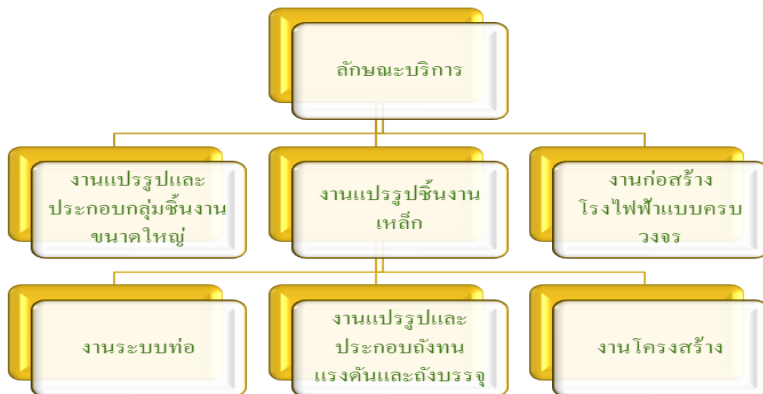 ลักษณะบริการ
งานแปรรูปและ
ประกอบกลุ่มชิ้นงาน
ขนาดใหญ่
งานแปรรูปชิ้นงาน
เหล็ก
งานก่อสร้าง
โรงไฟฟ้าแบบครบ
วงจร
งานระบบท่อ
งานแปรรูปและ
ประกอบถังทน
แรงดันและถังบรรจุ
งานโครงสร้าง